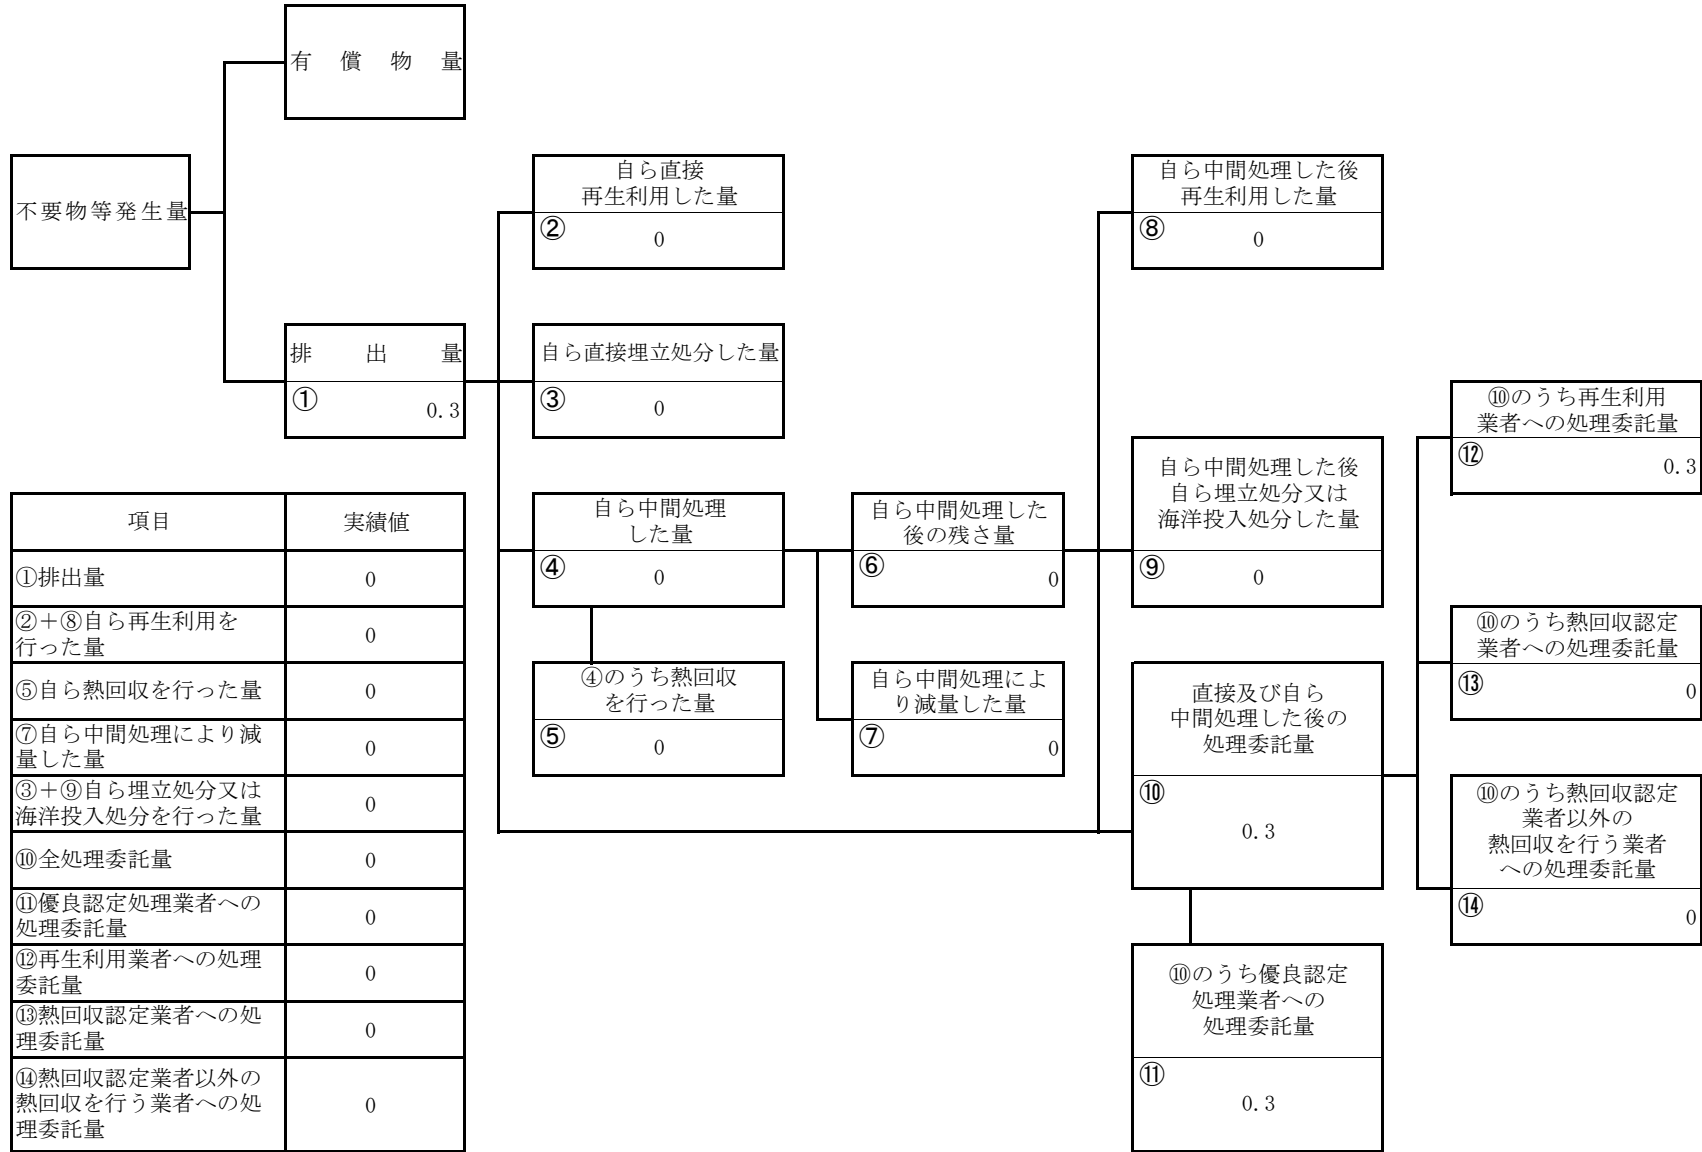 有償物量
不要物等発生量
排出量
①
0.3
自ら直接
再生利用した量
②
0
自ら直接埋立処分した量
③
0
自ら中間処理
した量
④
0
④のうち熱回収
を行った量
⑤
0
自ら中間処理した
後の残さ量
⑥
0
自ら中間処理によ
り減量した量
⑦
0
自ら中間処理した後
再生利用した量
⑧
0
自ら中間処理した後
自ら埋立処分又は
海洋投入処分した量
⑨
0
直接及び自ら
中間処理した後の
処理委託量
⑩
0.3
⑩のうち優良認定
処理業者への
処理委託量
⑪
0.3
⑩のうち再生利用
業者への処理委託量
⑫
0.3
⑩のうち熱回収認定
業者への処理委託量
⑬
0
⑩のうち熱回収認定
業者以外の
熱回収を行う業者
への処理委託量
⑭
0
項目 実績値
①排出量 0
②＋⑧自ら再生利用を
行った量
0
⑤自ら熱回収を行った量 0
⑦自ら中間処理により減
量した量
0
③＋⑨自ら埋立処分又は
海洋投入処分を行った量
0
⑩全処理委託量 0
⑪優良認定処理業者への
処理委託量
0
⑫再生利用業者への処理
委託量
0
⑬熱回収認定業者への処
理委託量
0
⑭熱回収認定業者以外の
熱回収を行う業者への処
理委託量
0